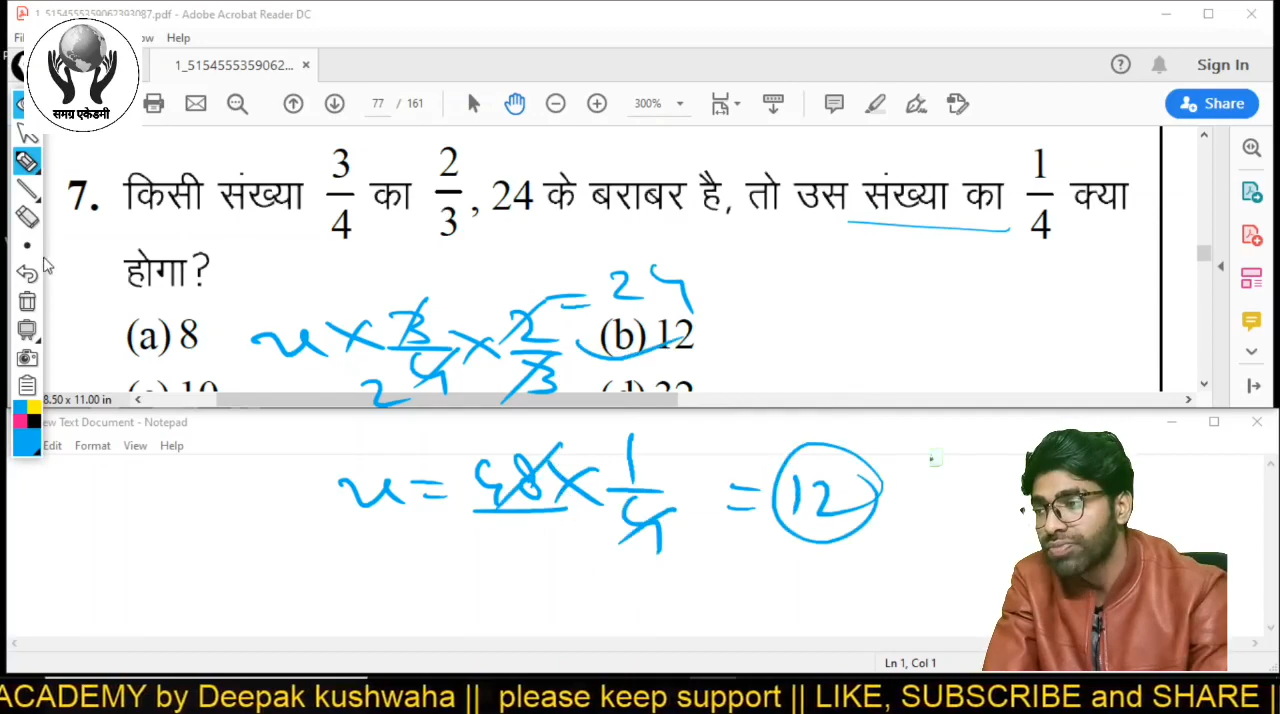 1_5154555359062393087.pdf - Adobe Acrobat Reader DC
Help
समग्र एकेडमी
1_5154555359062... ×
Sign In
77 / 161
300%
Share
7. किसी संख्या 3/4 का 2/3, 24 के बराबर है, तो उस संख्या का 1/4 क्या
होगा?
(a) 8
(b) 12
x × 3/4 × 2/3 = 24
2
8.50 x 11.00 in
New Text Document - Notepad
Edit Format View Help
x = 48 × 1/4 = 12
Ln 1, Col 1
ACADEMY by Deepak kushwaha || please keep support || LIKE, SUBSCRIBE and SHARE |